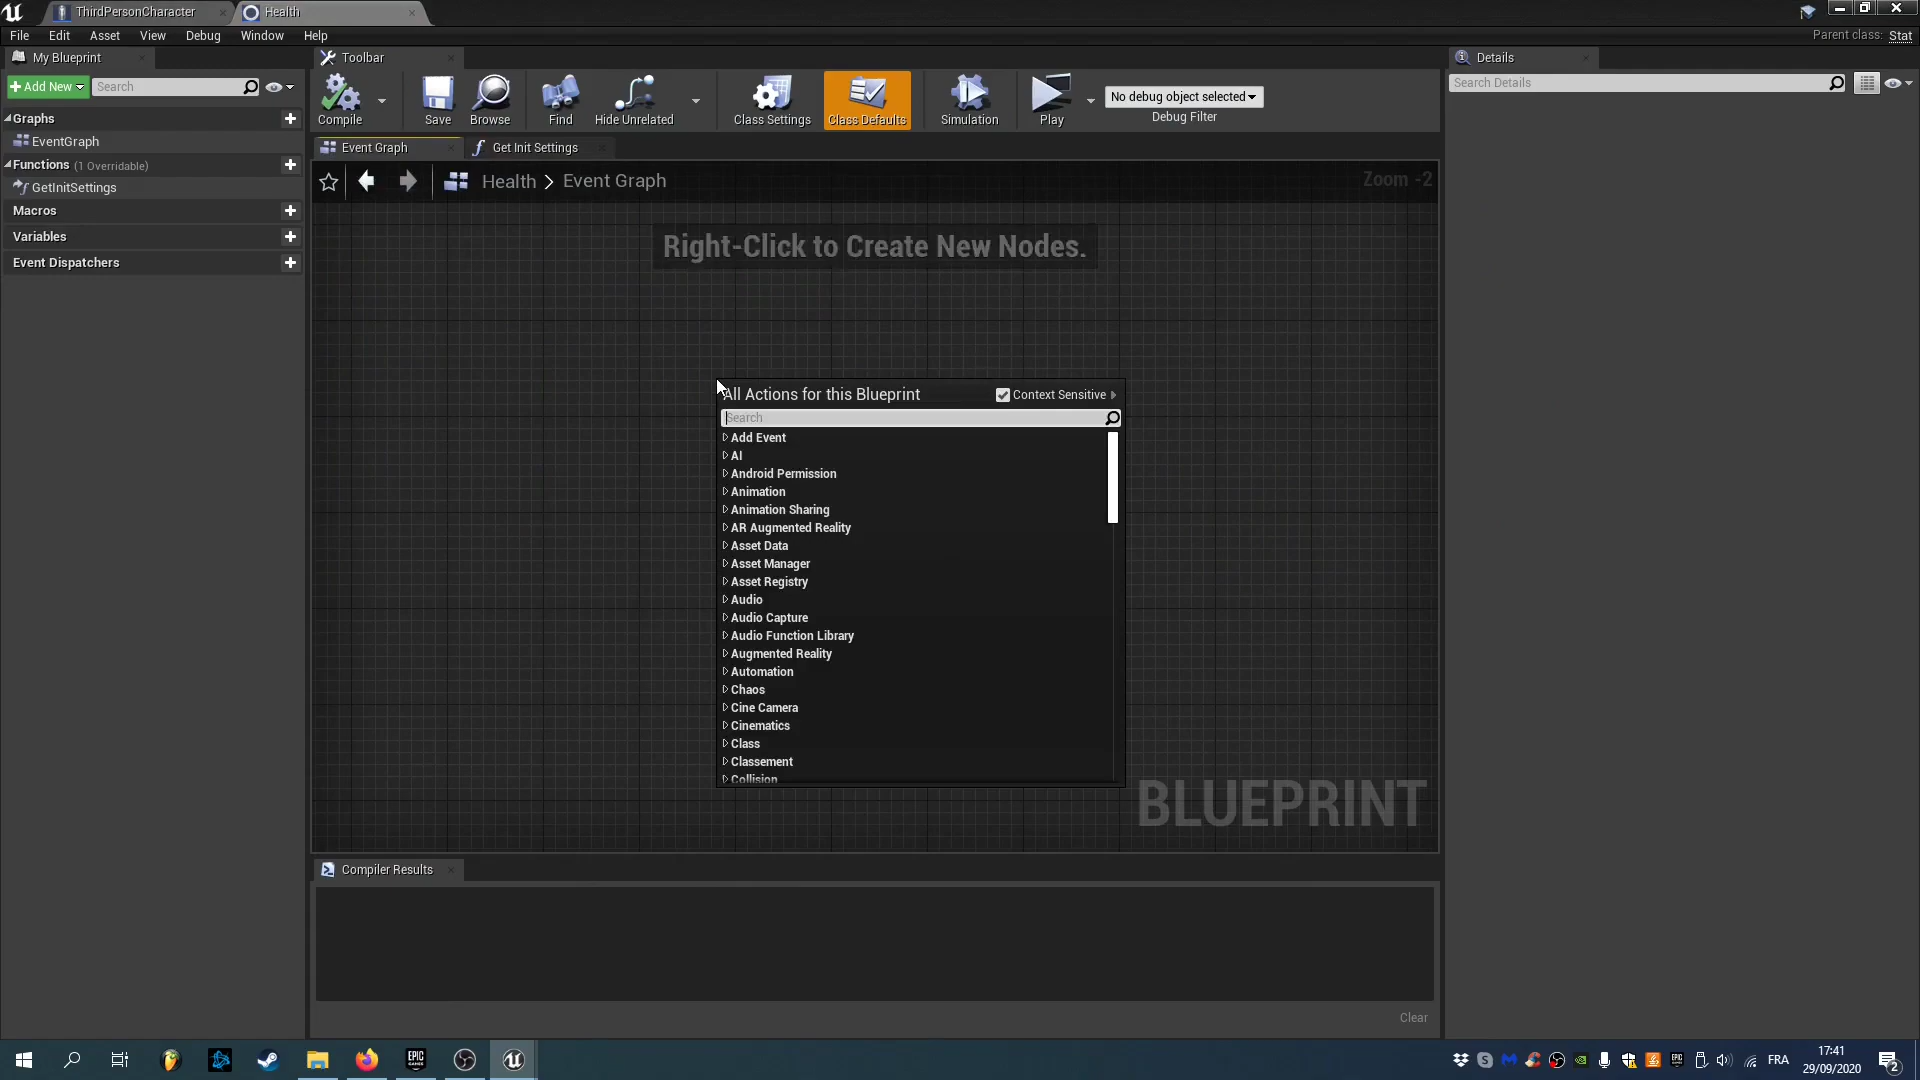 ThirdPersonCharacter
Health
File
Edit
Asset
View
Debug
Window
Help
Parent class: Stat
My Blueprint
Toolbar
Details
Add New
Search
Compile
Save
Browse
Find
Hide Unrelated
Class Settings
Class Defaults
Simulation
Play
No debug object selected
Debug Filter
Search Details
Graphs
EventGraph
Functions (1 Overridable)
GetInitSettings
Macros
Variables
Event Dispatchers
Event Graph
Get Init Settings
Health > Event Graph
Zoom -2
Right-Click to Create New Nodes.
All Actions for this Blueprint
Context Sensitive
Search
Add Event
AI
Android Permission
Animation
Animation Sharing
AR Augmented Reality
Asset Data
Asset Manager
Asset Registry
Audio
Audio Capture
Audio Function Library
Augmented Reality
Automation
Chaos
Cine Camera
Cinematics
Class
Classement
Collision
BLUEPRINT
Compiler Results
Clear
EPIC GAMES
FRA
17:41
29/09/2020
2